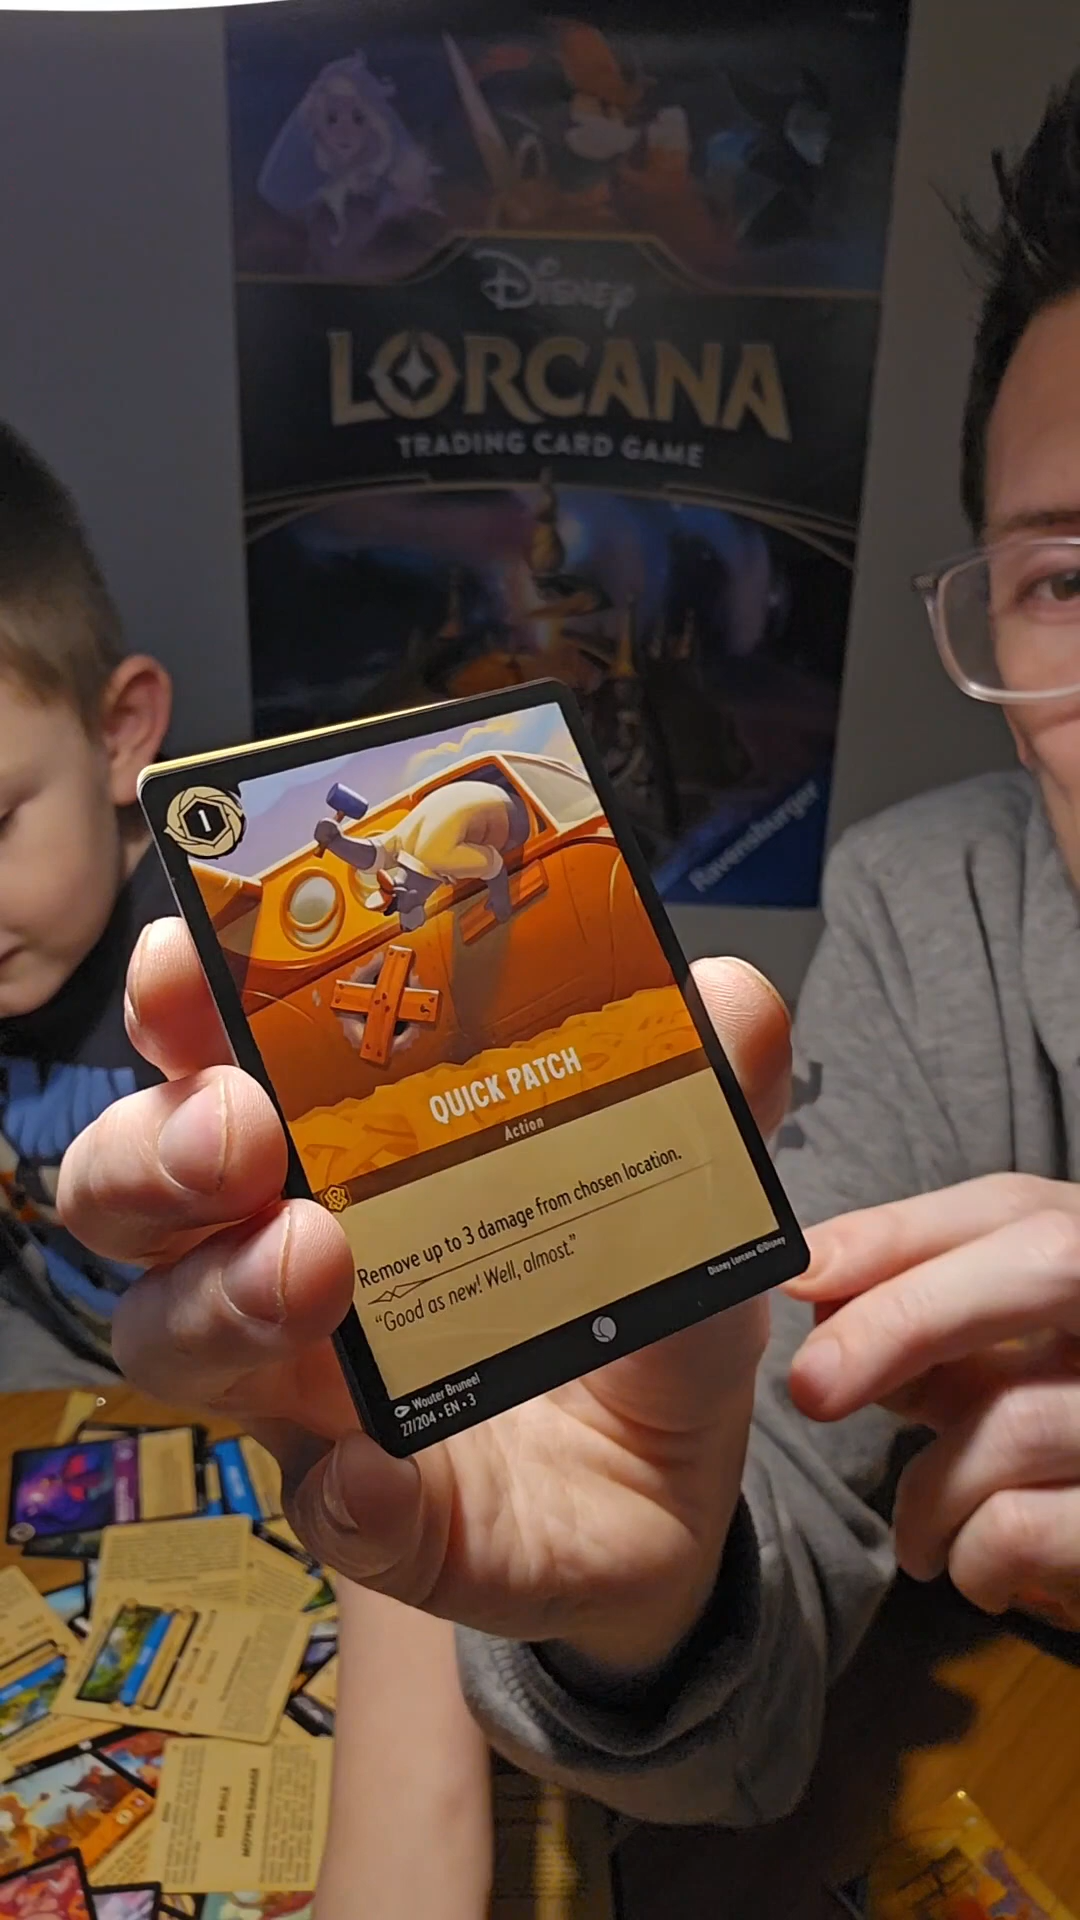 Disney
LORCANA
TRADING CARD GAME
Ravensburger
1
QUICK PATCH
Action
Remove up to 3 damage from chosen location.
“Good as new! Well, almost.”
Disney Lorcana ©Disney
Wouter Bruneel
27/204 • EN • 3